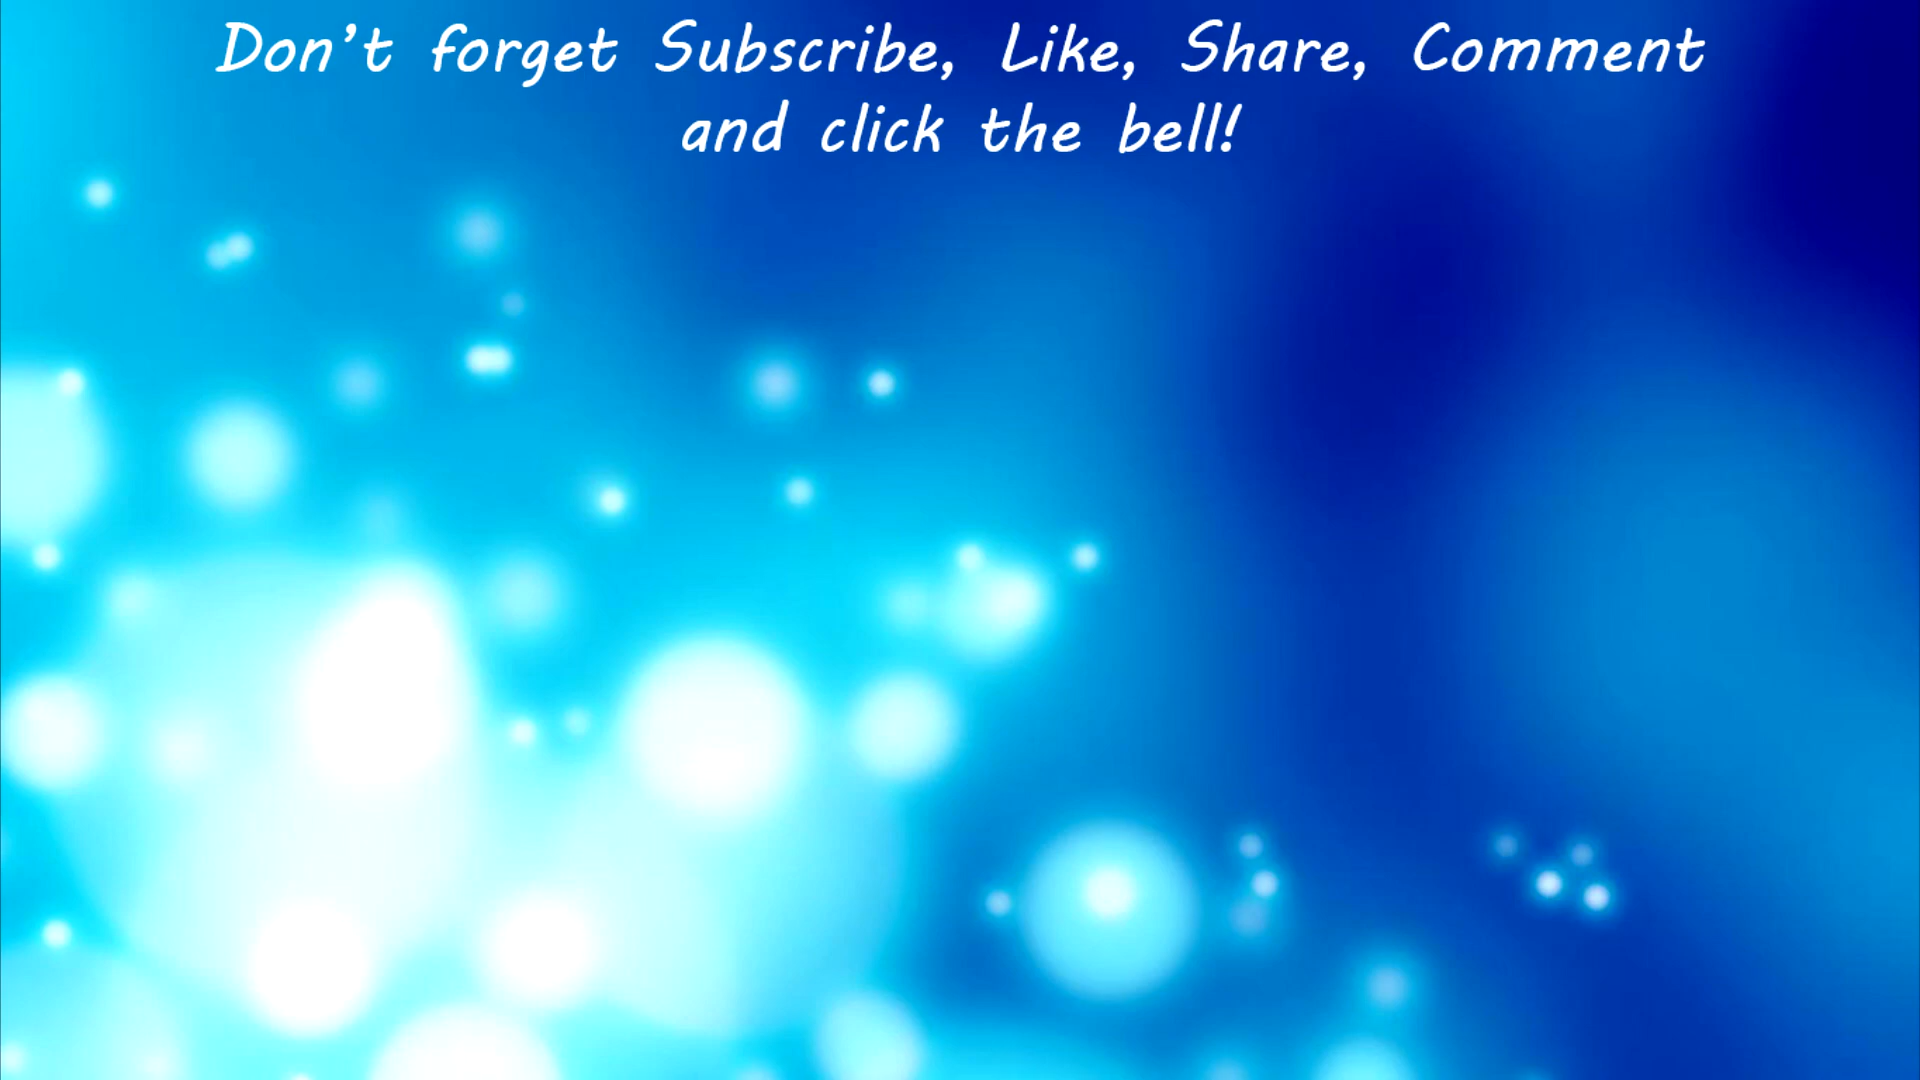 Don't forget Subscribe, Like, Share, Comment
and click the bell!